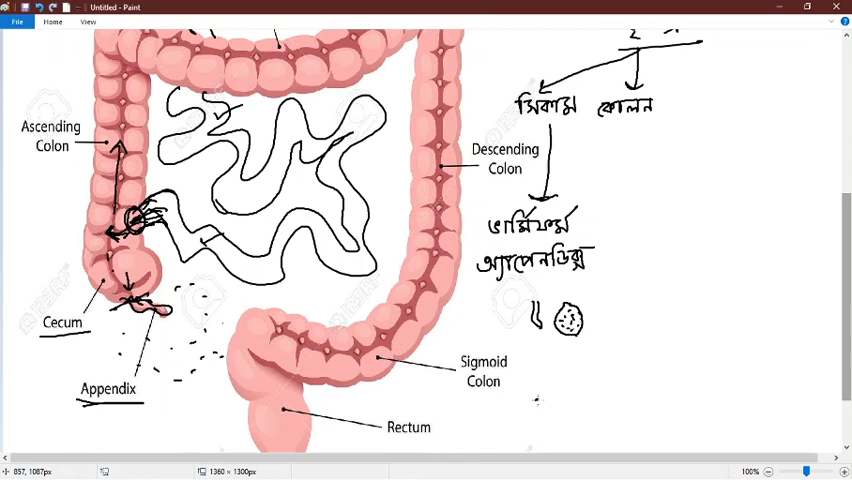 Untitled - Paint
File Home View
Ascending
Colon
সিকাম কোলন
Descending
Colon
ভার্মিফর্ম
অ্যাপেনডিক্স
Cecum
Appendix
Sigmoid
Colon
Rectum
857, 1087px 1360 × 1300px 100%